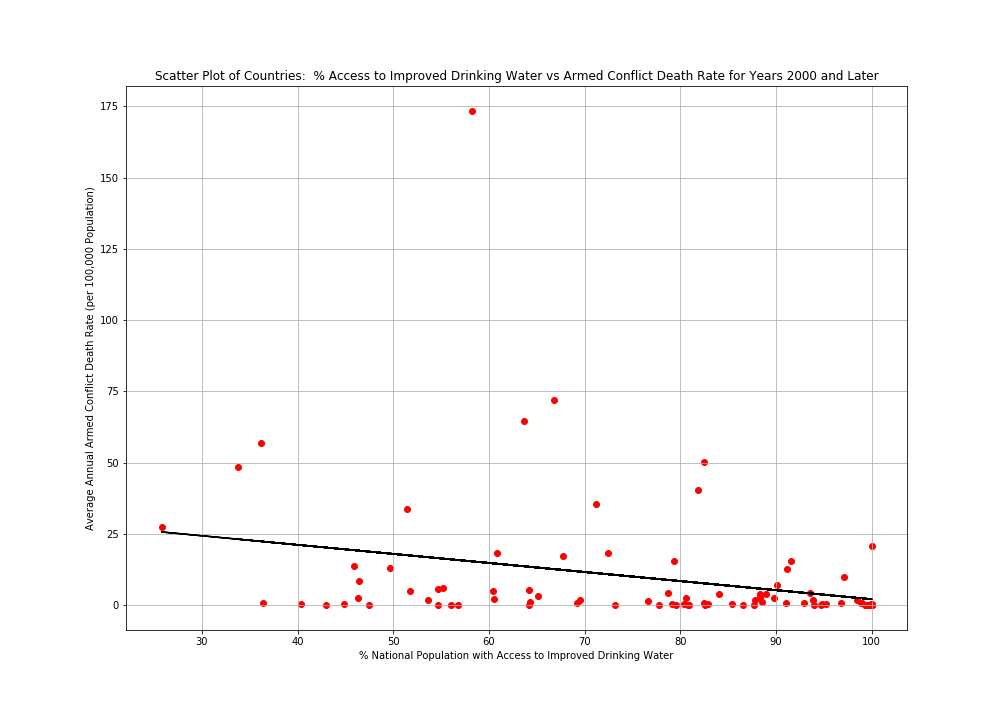 Scatter Plot of Countries:  % Access to Improved Drinking Water vs Armed Conflict Death Rate for Years 2000 and Later
Average Annual Armed Conflict Death Rate (per 100,000 Population)
175
150
125
100
75
50
25
0
30 40 50 60 70 80 90 100
% National Population with Access to Improved Drinking Water